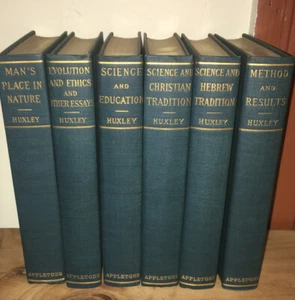 MAN'S
PLACE IN
NATURE
HUXLEY
APPLETONS
EVOLUTION
AND ETHICS
AND
OTHER ESSAYS
HUXLEY
APPLETONS
SCIENCE
AND
EDUCATION
HUXLEY
APPLETONS
SCIENCE AND
CHRISTIAN
TRADITION
HUXLEY
APPLETONS
SCIENCE AND
HEBREW
TRADITION
HUXLEY
APPLETONS
METHOD
AND
RESULTS
HUXLEY
APPLETONS